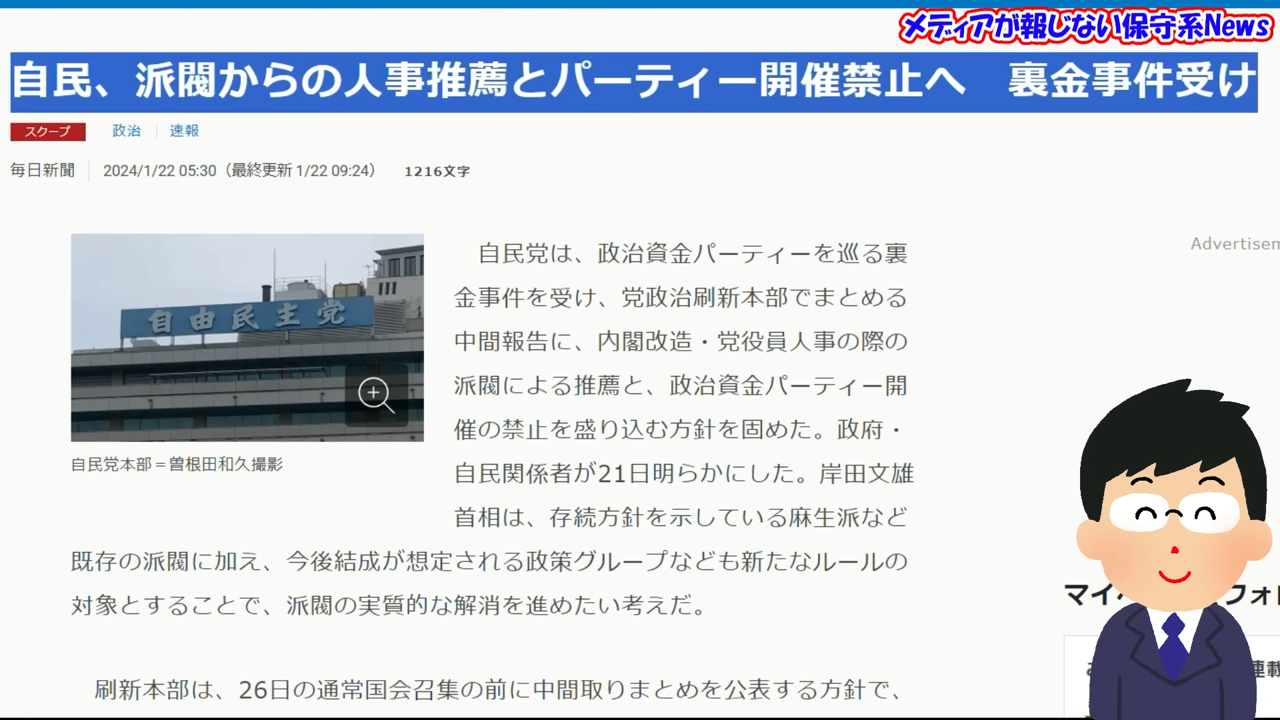 メディアが報じない保守系News
自民、派閥からの人事推薦とパーティー開催禁止へ　裏金事件受け
スクープ 政治 速報
毎日新聞 2024/1/22 05:30（最終更新 1/22 09:24） 1216文字
Advertisem
自由民主党
自民党本部＝曽根田和久撮影
自民党は、政治資金パーティーを巡る裏
金事件を受け、党政治刷新本部でまとめる
中間報告に、内閣改造・党役員人事の際の
派閥による推薦と、政治資金パーティー開
催の禁止を盛り込む方針を固めた。政府・
自民関係者が21日明らかにした。岸田文雄
首相は、存続方針を示している麻生派など
既存の派閥に加え、今後結成が想定される政策グループなども新たなルールの
対象とすることで、派閥の実質的な解消を進めたい考えだ。
刷新本部は、26日の通常国会召集の前に中間取りまとめを公表する方針で、
マイ
フォロ
連載